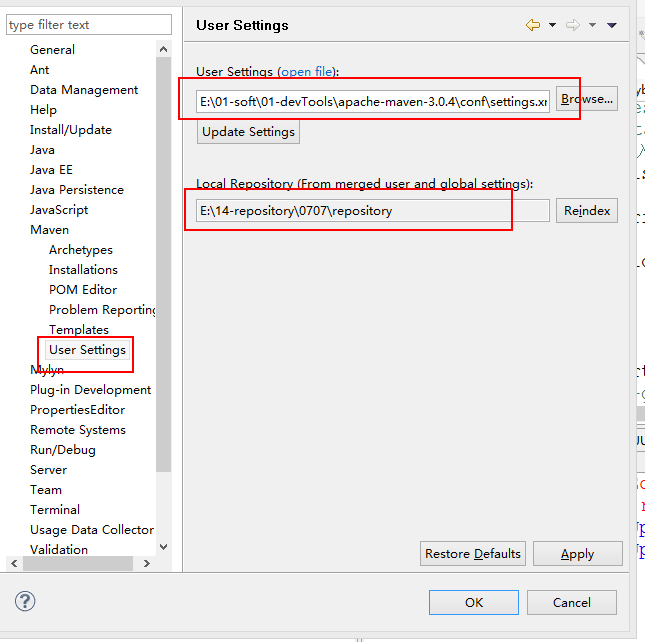 type filter text
General
Ant
Data Management
Help
Install/Update
Java
Java EE
Java Persistence
JavaScript
Maven
Archetypes
Installations
POM Editor
Problem Reporting
Templates
User Settings
Mylyn
Plug-in Development
PropertiesEditor
Remote Systems
Run/Debug
Server
Team
Terminal
Usage Data Collector
Validation
User Settings
User Settings (open file):
E:\01-soft\01-devTools\apache-maven-3.0.4\conf\settings.xm
Browse...
Update Settings
Local Repository (From merged user and global settings):
E:\14-repository\0707\repository
Reindex
Restore Defaults
Apply
OK
Cancel